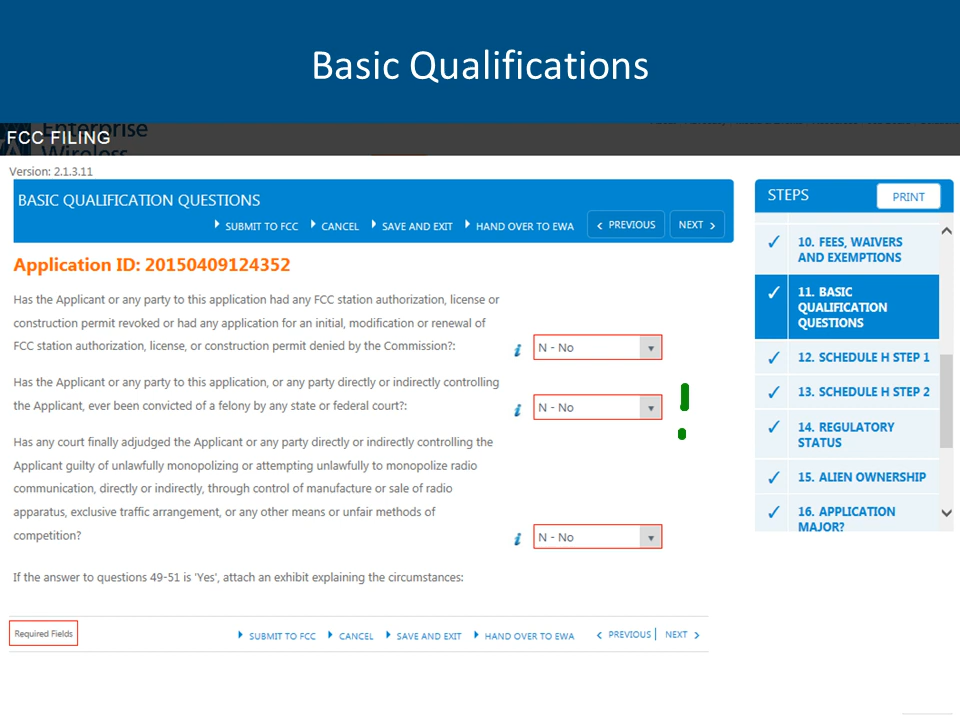 Basic Qualifications
Enterprise
FCC FILING
Wireless
Version: 2.1.3.11
BASIC QUALIFICATION QUESTIONS
SUBMIT TO FCC CANCEL SAVE AND EXIT HAND OVER TO EWA PREVIOUS NEXT
Application ID: 20150409124352
Has the Applicant or any party to this application had any FCC station authorization, license or
construction permit revoked or had any application for an initial, modification or renewal of
FCC station authorization, license, or construction permit denied by the Commission?:
N - No
Has the Applicant or any party to this application, or any party directly or indirectly controlling
the Applicant, ever been convicted of a felony by any state or federal court?:
N - No
Has any court finally adjudged the Applicant or any party directly or indirectly controlling the
Applicant guilty of unlawfully monopolizing or attempting unlawfully to monopolize radio
communication, directly or indirectly, through control of manufacture or sale of radio
apparatus, exclusive traffic arrangement, or any other means or unfair methods of
competition?
N - No
If the answer to questions 49-51 is 'Yes', attach an exhibit explaining the circumstances:
Required Fields
SUBMIT TO FCC CANCEL SAVE AND EXIT HAND OVER TO EWA PREVIOUS NEXT
STEPS
PRINT
10. FEES, WAIVERS
AND EXEMPTIONS
11. BASIC
QUALIFICATION
QUESTIONS
12. SCHEDULE H STEP 1
13. SCHEDULE H STEP 2
14. REGULATORY
STATUS
15. ALIEN OWNERSHIP
16. APPLICATION
MAJOR?